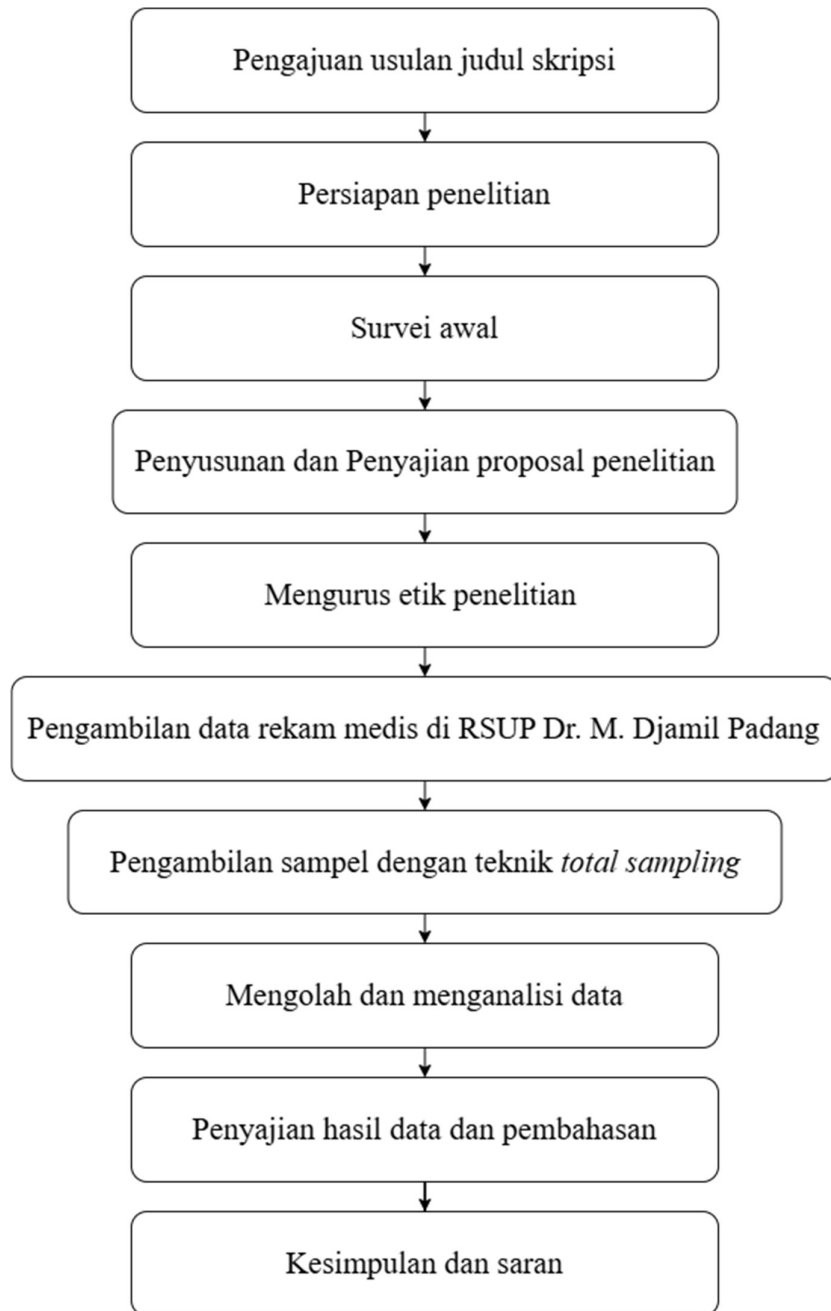 Pengajuan usulan judul skripsi
Persiapan penelitian
Survei awal
Penyusunan dan Penyajian proposal penelitian
Mengurus etik penelitian
Pengambilan data rekam medis di RSUP Dr. M. Djamil Padang
Pengambilan sampel dengan teknik total sampling
Mengolah dan menganalisi data
Penyajian hasil data dan pembahasan
Kesimpulan dan saran